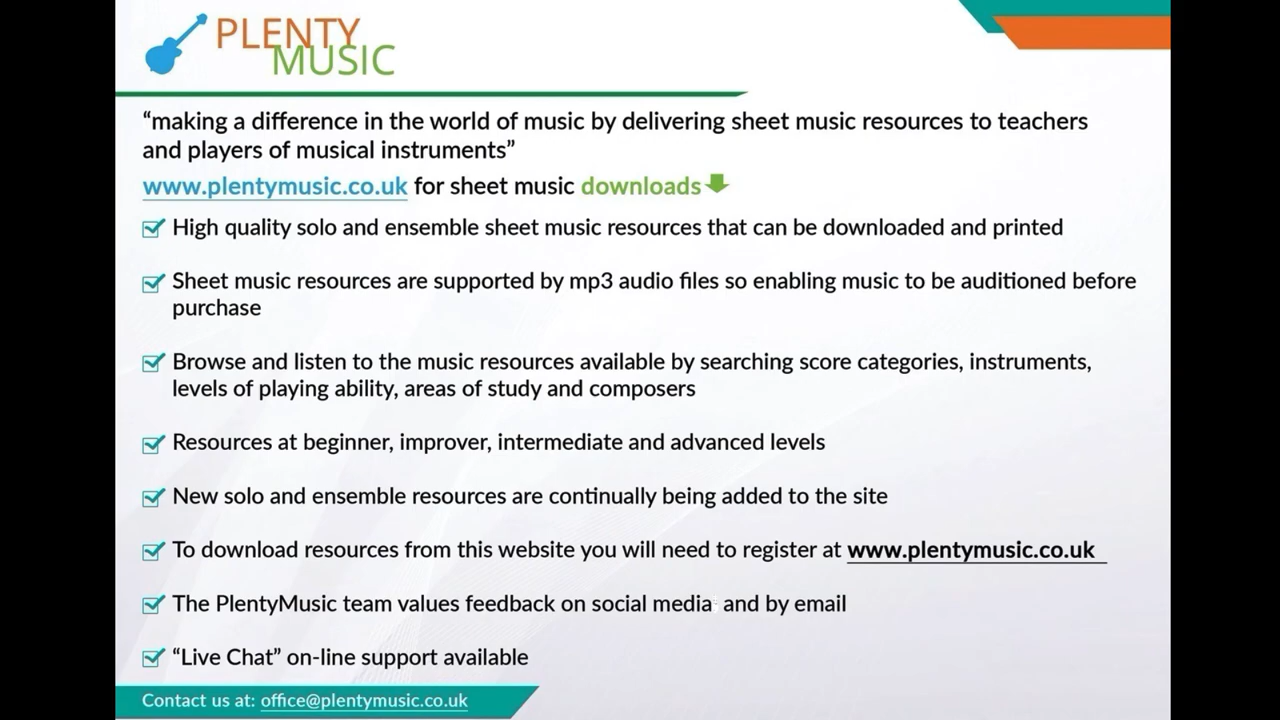 PLENTY
MUSIC
“making a difference in the world of music by delivering sheet music resources to teachers
and players of musical instruments”
www.plentymusic.co.uk for sheet music downloads
High quality solo and ensemble sheet music resources that can be downloaded and printed
Sheet music resources are supported by mp3 audio files so enabling music to be auditioned before
purchase
Browse and listen to the music resources available by searching score categories, instruments,
levels of playing ability, areas of study and composers
Resources at beginner, improver, intermediate and advanced levels
New solo and ensemble resources are continually being added to the site
To download resources from this website you will need to register at www.plentymusic.co.uk
The PlentyMusic team values feedback on social media and by email
“Live Chat” on-line support available
Contact us at: office@plentymusic.co.uk